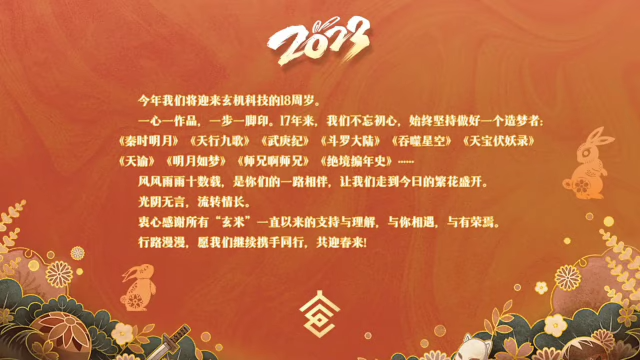 2023
今年我们将迎来玄机科技的18周岁。
一心一作品，一步一脚印。17年来，我们不忘初心，始终坚持做好一个造梦者：
《秦时明月》《天行九歌》《武庚纪》《斗罗大陆》《吞噬星空》《天宝伏妖录》
《天谕》《明月如梦》《师兄啊师兄》《绝境编年史》……
风风雨雨十数载，是你们的一路相伴，让我们走到今日的繁花盛开。
光阴无言，流转情长。
衷心感谢所有“玄米”一直以来的支持与理解，与你相遇，与有荣焉。
行路漫漫，愿我们继续携手同行，共迎春来!